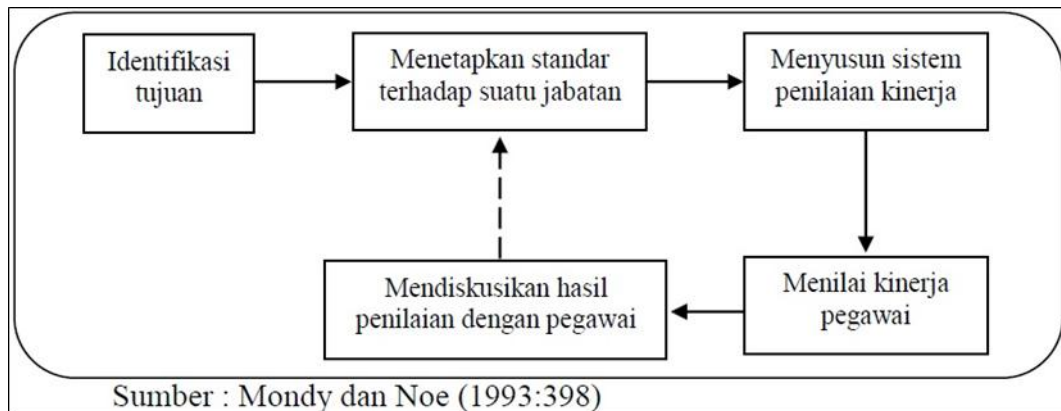 Identifikasi
tujuan
Menetapkan standar
terhadap suatu jabatan
Menyusun sistem
penilaian kinerja
Menilai kinerja
pegawai
Mendiskusikan hasil
penilaian dengan pegawai
Sumber : Mondy dan Noe (1993:398)